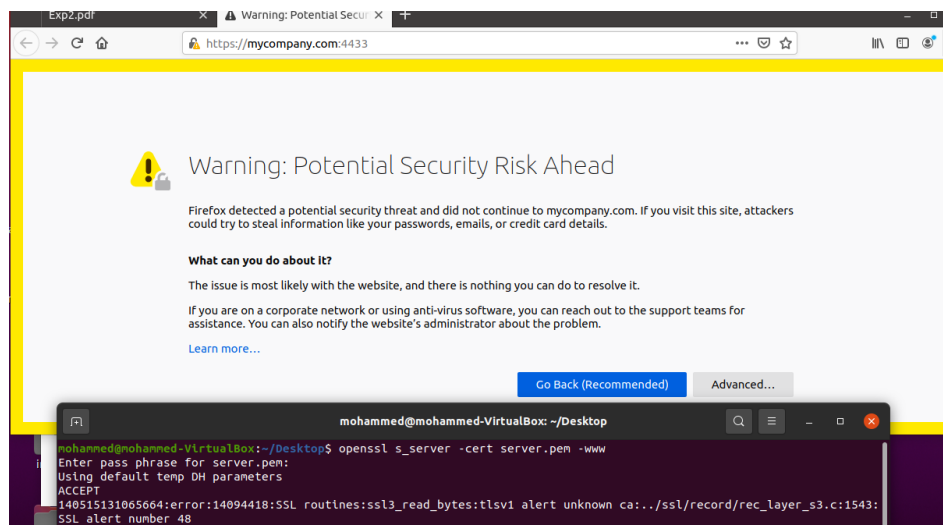 Exp2.pdf
Warning: Potential Secur
https://mycompany.com:4433
Warning: Potential Security Risk Ahead
Firefox detected a potential security threat and did not continue to mycompany.com. If you visit this site, attackers
could try to steal information like your passwords, emails, or credit card details.
What can you do about it?
The issue is most likely with the website, and there is nothing you can do to resolve it.
If you are on a corporate network or using anti-virus software, you can reach out to the support teams for
assistance. You can also notify the website's administrator about the problem.
Learn more…
Go Back (Recommended)
Advanced…
mohammed@mohammed-VirtualBox: ~/Desktop
mohammed@mohammed-VirtualBox:~/Desktop$ openssl s_server -cert server.pem -www
Enter pass phrase for server.pem:
Using default temp DH parameters
ACCEPT
140515131065664:error:14094418:SSL routines:ssl3_read_bytes:tlsv1 alert unknown ca:../ssl/record/rec_layer_s3.c:1543:
SSL alert number 48